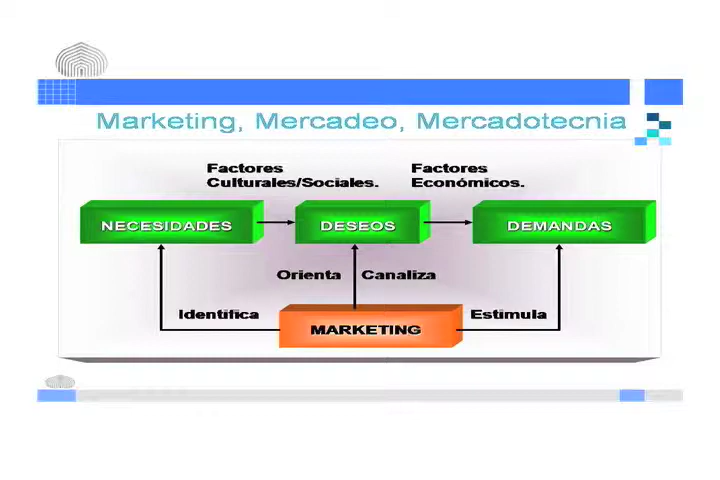 Marketing, Mercadeo, Mercadotecnia
Factores
Culturales/Sociales.
Factores
Económicos.
NECESIDADES
DESEOS
DEMANDAS
Orienta
Canaliza
Identifica
Estimula
MARKETING